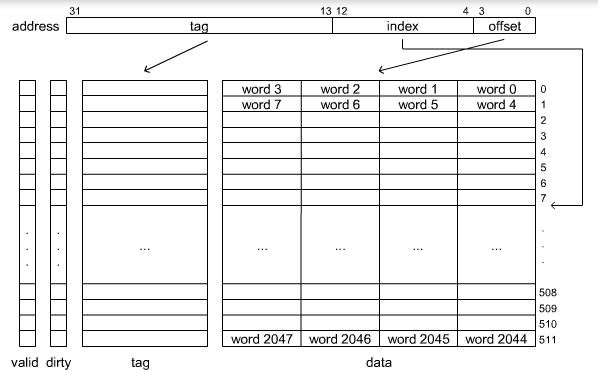 31 13 12 4 3 0
address tag index offset
word 3 word 2 word 1 word 0 0
word 7 word 6 word 5 word 4 1
2
3
4
5
6
7
. . ... ... ... ... ... .
. . .
. . .
508
509
510
word 2047 word 2046 word 2045 word 2044 511
valid dirty tag data